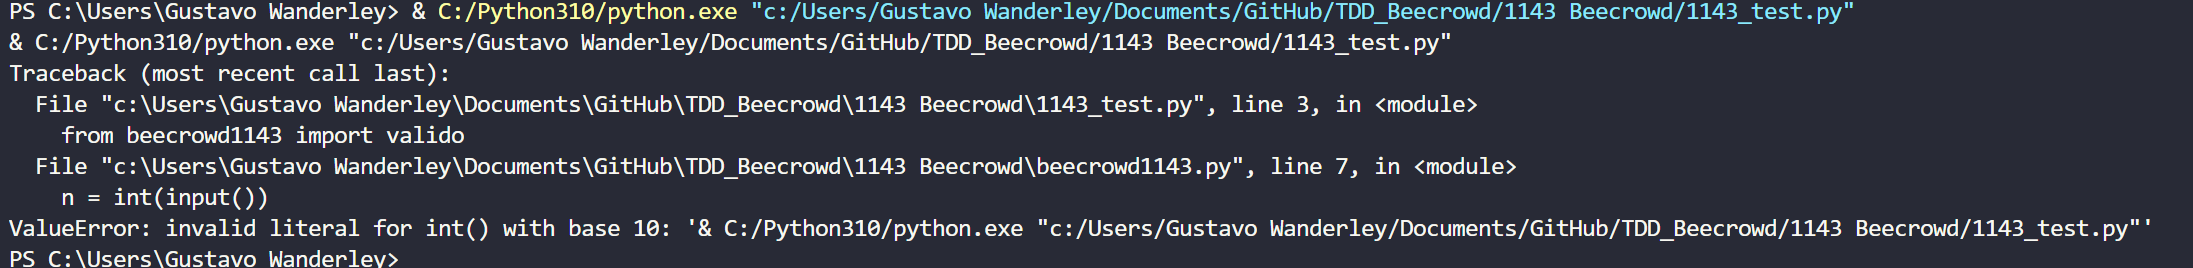 PS C:\Users\Gustavo Wanderley> & C:/Python310/python.exe "c:/Users/Gustavo Wanderley/Documents/GitHub/TDD_Beecrowd/1143 Beecrowd/1143_test.py"
& C:/Python310/python.exe "c:/Users/Gustavo Wanderley/Documents/GitHub/TDD_Beecrowd/1143 Beecrowd/1143_test.py"
Traceback (most recent call last):
  File "c:\Users\Gustavo Wanderley\Documents\GitHub\TDD_Beecrowd\1143 Beecrowd\1143_test.py", line 3, in <module>
    from beecrowd1143 import valido
  File "c:\Users\Gustavo Wanderley\Documents\GitHub\TDD_Beecrowd\1143 Beecrowd\beecrowd1143.py", line 7, in <module>
    n = int(input())
ValueError: invalid literal for int() with base 10: '& C:/Python310/python.exe "c:/Users/Gustavo Wanderley/Documents/GitHub/TDD_Beecrowd/1143 Beecrowd/1143_test.py"'
PS C:\Users\Gustavo Wanderley>